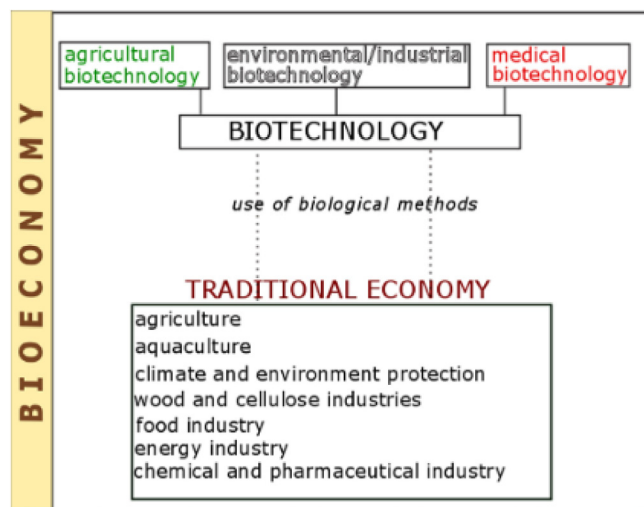 BIOECONOMY
agricultural
biotechnology
environmental/industrial
biotechnology
medical
biotechnology
BIOTECHNOLOGY
use of biological methods
TRADITIONAL ECONOMY
agriculture
aquaculture
climate and environment protection
wood and cellulose industries
food industry
energy industry
chemical and pharmaceutical industry